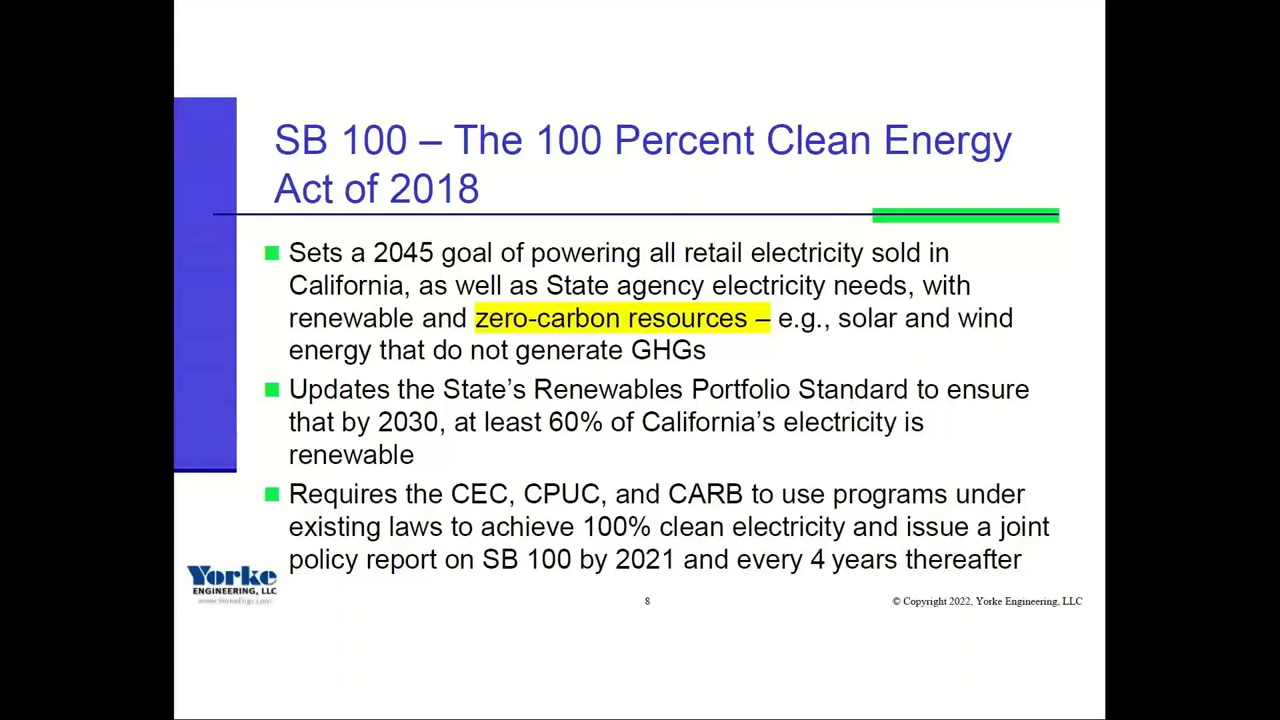 SB 100 – The 100 Percent Clean Energy
Act of 2018
Sets a 2045 goal of powering all retail electricity sold in
California, as well as State agency electricity needs, with
renewable and zero-carbon resources – e.g., solar and wind
energy that do not generate GHGs
Updates the State's Renewables Portfolio Standard to ensure
that by 2030, at least 60% of California's electricity is
renewable
Requires the CEC, CPUC, and CARB to use programs under
existing laws to achieve 100% clean electricity and issue a joint
policy report on SB 100 by 2021 and every 4 years thereafter
Yorke
ENGINEERING, LLC
www.YorkeEngr.com
8
© Copyright 2022, Yorke Engineering, LLC